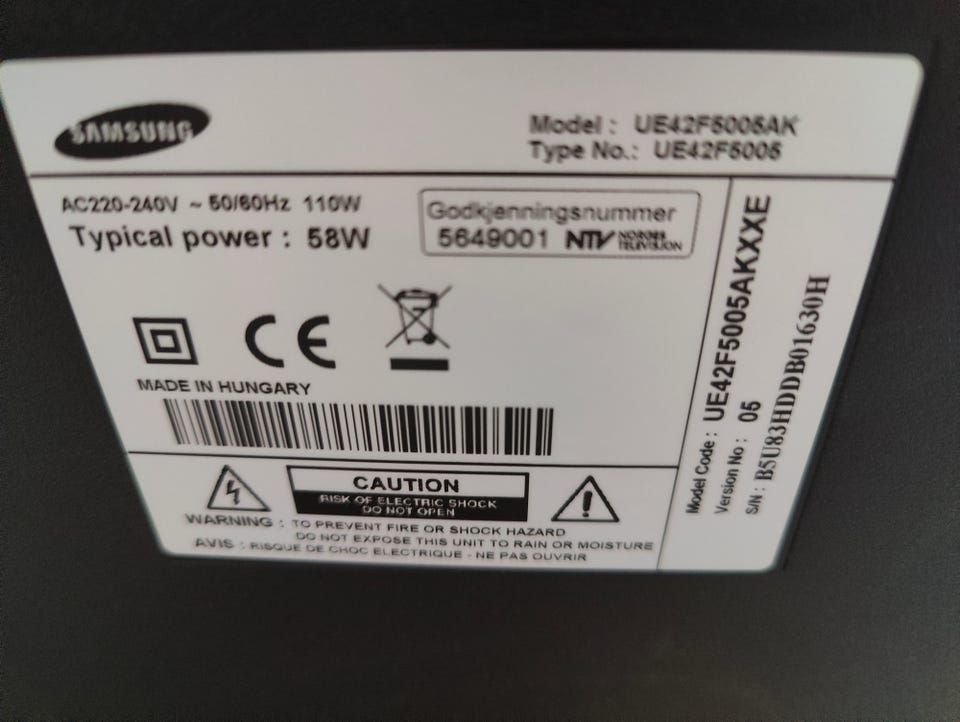 SAMSUNG
Model : UE42F5005AK
Type No.: UE42F5005
AC220-240V ~ 50/60Hz 110W
Typical power : 58W
Godkjenningsnummer
5649001 NTV NORGES TELEVISJON
MADE IN HUNGARY
CAUTION
RISK OF ELECTRIC SHOCK
DO NOT OPEN
WARNING : TO PREVENT FIRE OR SHOCK HAZARD
DO NOT EXPOSE THIS UNIT TO RAIN OR MOISTURE
AVIS : RISQUE DE CHOC ELECTRIQUE - NE PAS OUVRIR
Model Code : UE42F5005AKXXE
Version No : 05
S/N : B5U83HDDB01630H